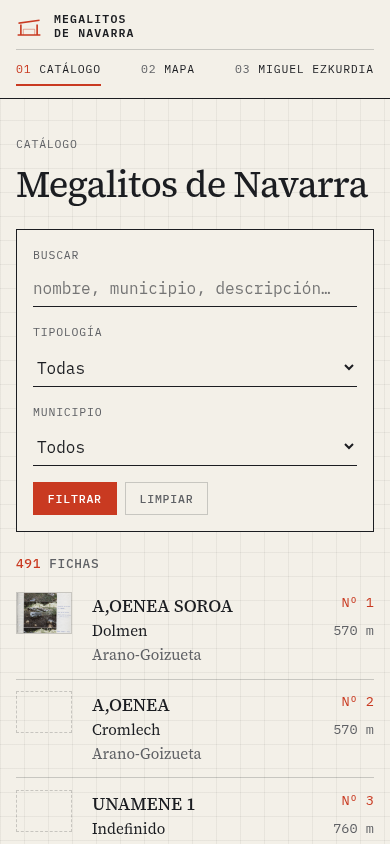 MEGALITOS
DE NAVARRA
01 CATÁLOGO
02 MAPA
03 MIGUEL EZKURDIA
CATÁLOGO
Megalitos de Navarra
BUSCAR
nombre, municipio, descripción…
TIPOLOGÍA
Todas
MUNICIPIO
Todos
FILTRAR
LIMPIAR
491 FICHAS
A,OENEA SOROA
Nº 1
Dolmen
570 m
Arano-Goizueta
A,OENEA
Nº 2
Cromlech
570 m
Arano-Goizueta
UNAMENE 1
Nº 3
Indefinido
760 m